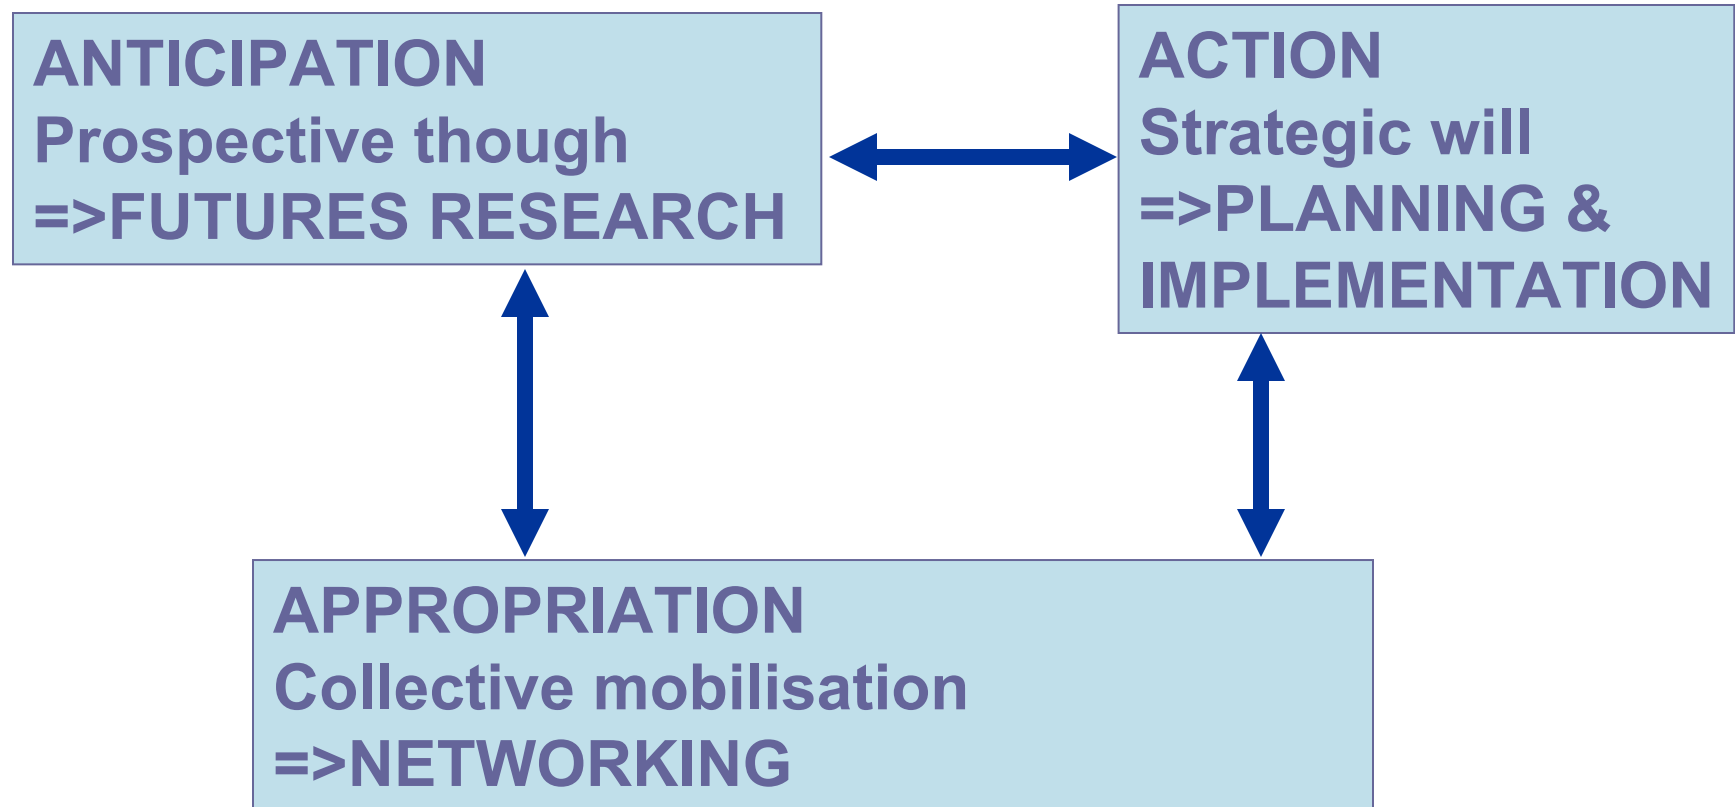 ANTICIPATION
Prospective though
=>FUTURES RESEARCH
ACTION
Strategic will
=>PLANNING &
IMPLEMENTATION
APPROPRIATION
Collective mobilisation
=>NETWORKING